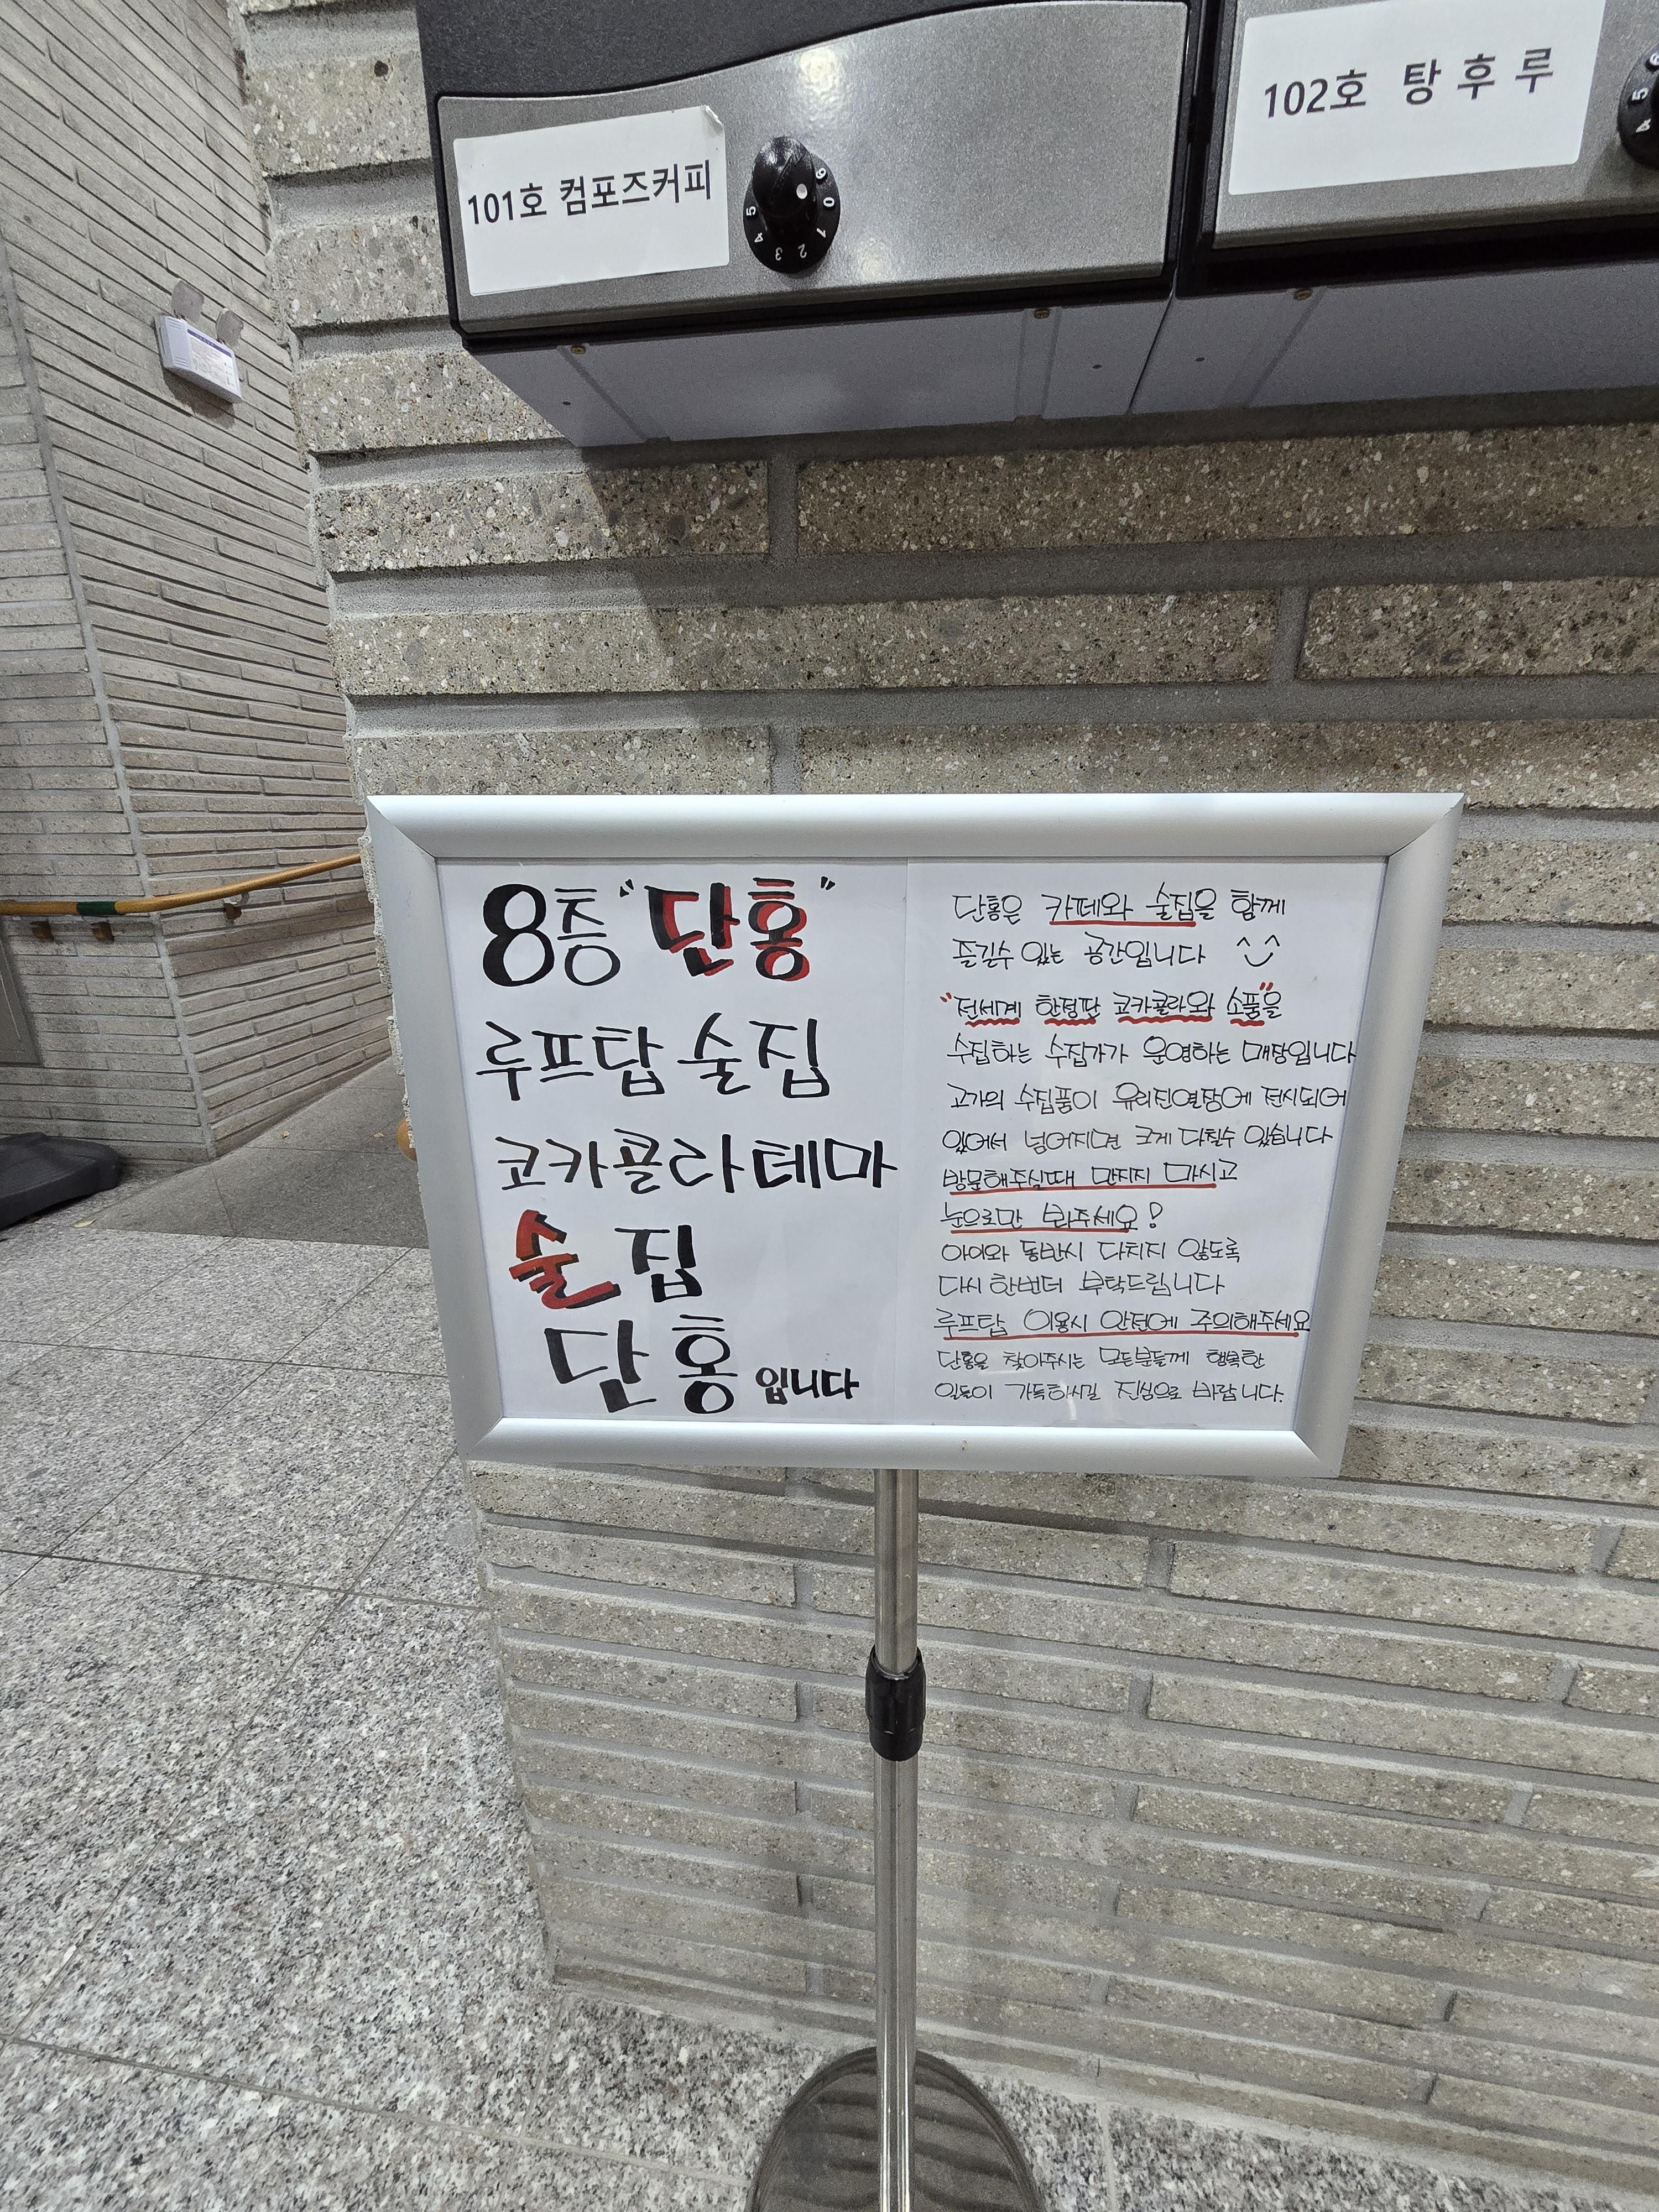 101호 컴포즈커피
102호 탕후루
8층 "단홍"
루프탑 술집
코카콜라 테마
술집
단홍 입니다
단홍은 카페와 술집을 함께
즐길수 있는 공간입니다 ^^
"전세계 한정판 코카콜라와 소품"을
수집하는 수집가가 운영하는 매장입니다
고가의 수집품이 유리진열장에 전시되어
있어서 넘어지면 크게 다칠수 있습니다
방문해주실때 만지지 마시고
눈으로만 봐주세요!
아이와 동반시 다치지 않도록
다시 한번더 부탁드립니다
루프탑 이용시 안전에 주의해주세요
단홍을 찾아주시는 모든분들께 행복한
일들이 가득하시길 진심으로 바랍니다.